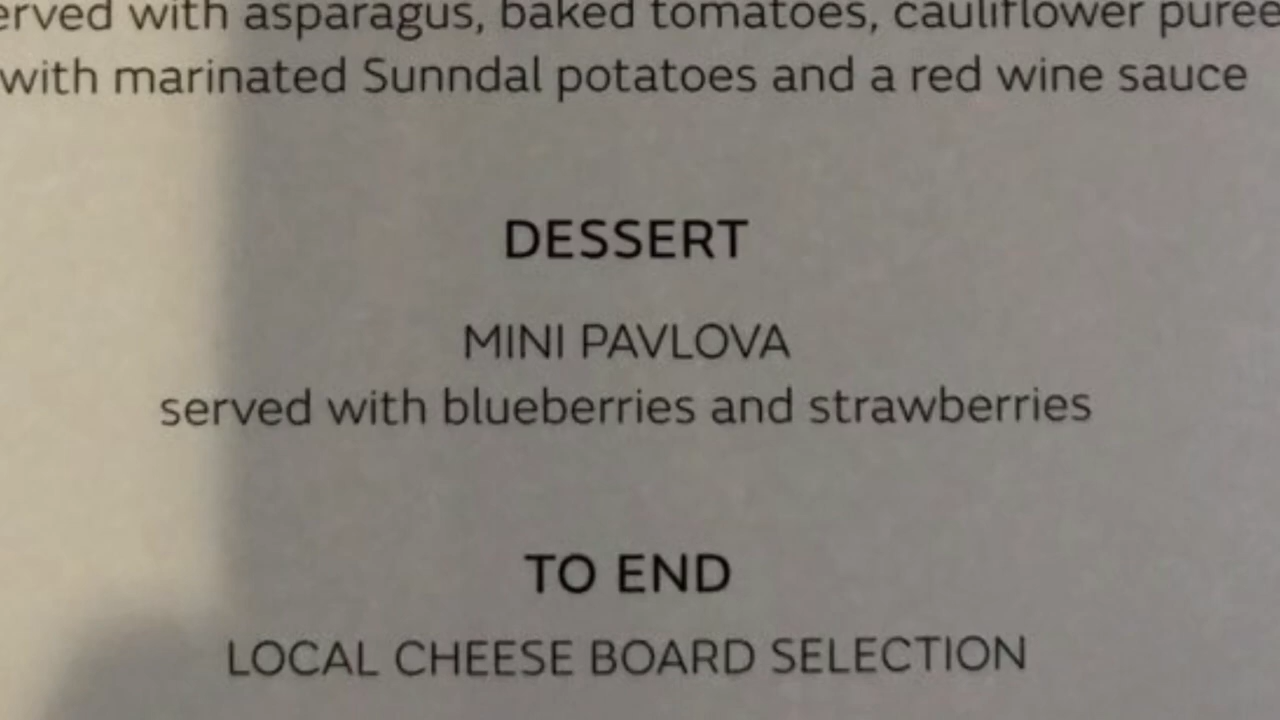 erved with asparagus, baked tomatoes, cauliflower puree
with marinated Sunndal potatoes and a red wine sauce
DESSERT
MINI PAVLOVA
served with blueberries and strawberries
TO END
LOCAL CHEESE BOARD SELECTION